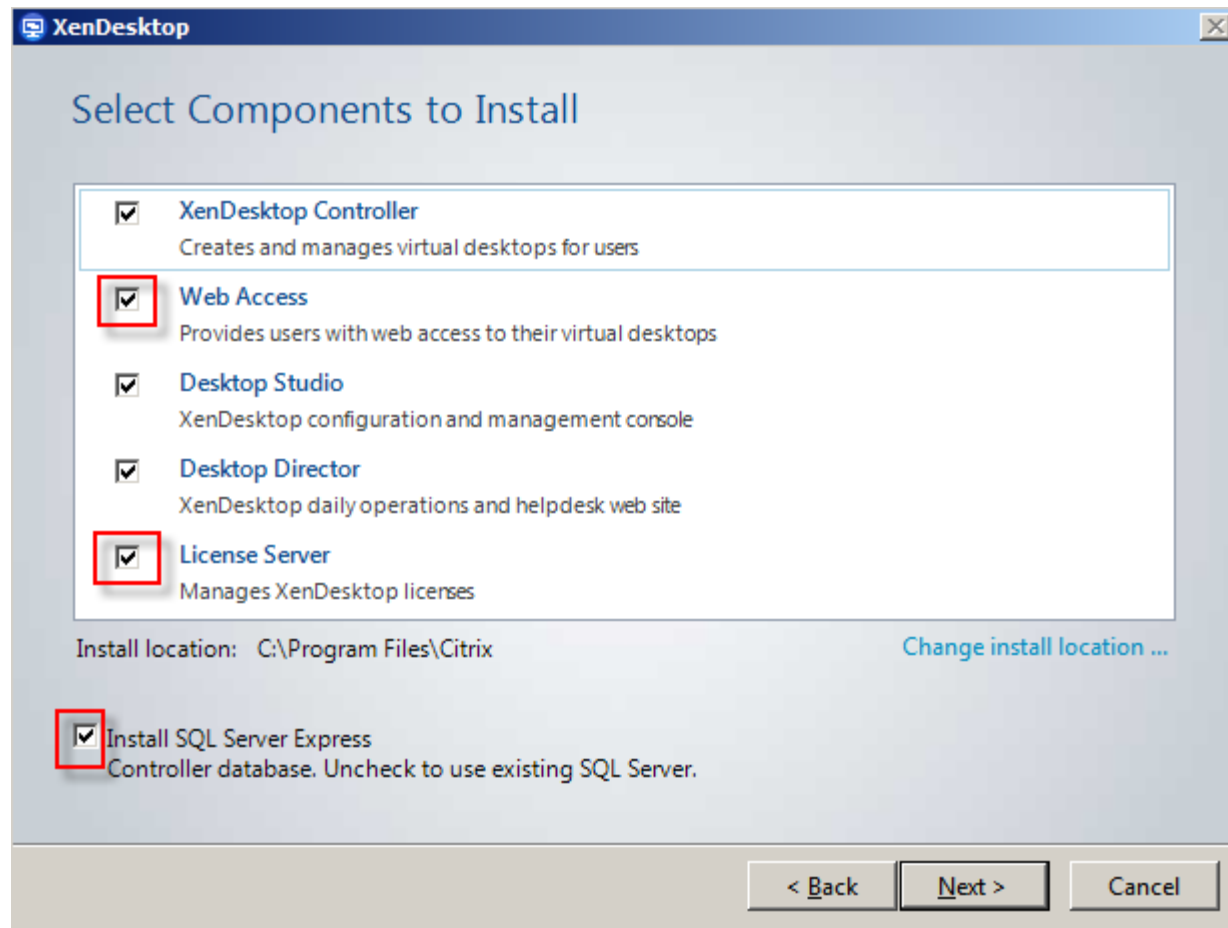 XenDesktop
Select Components to Install
XenDesktop Controller
Creates and manages virtual desktops for users
Web Access
Provides users with web access to their virtual desktops
Desktop Studio
XenDesktop configuration and management console
Desktop Director
XenDesktop daily operations and helpdesk web site
License Server
Manages XenDesktop licenses
Install location: C:\Program Files\Citrix Change install location ...
Install SQL Server Express
Controller database. Uncheck to use existing SQL Server.
< Back Next > Cancel